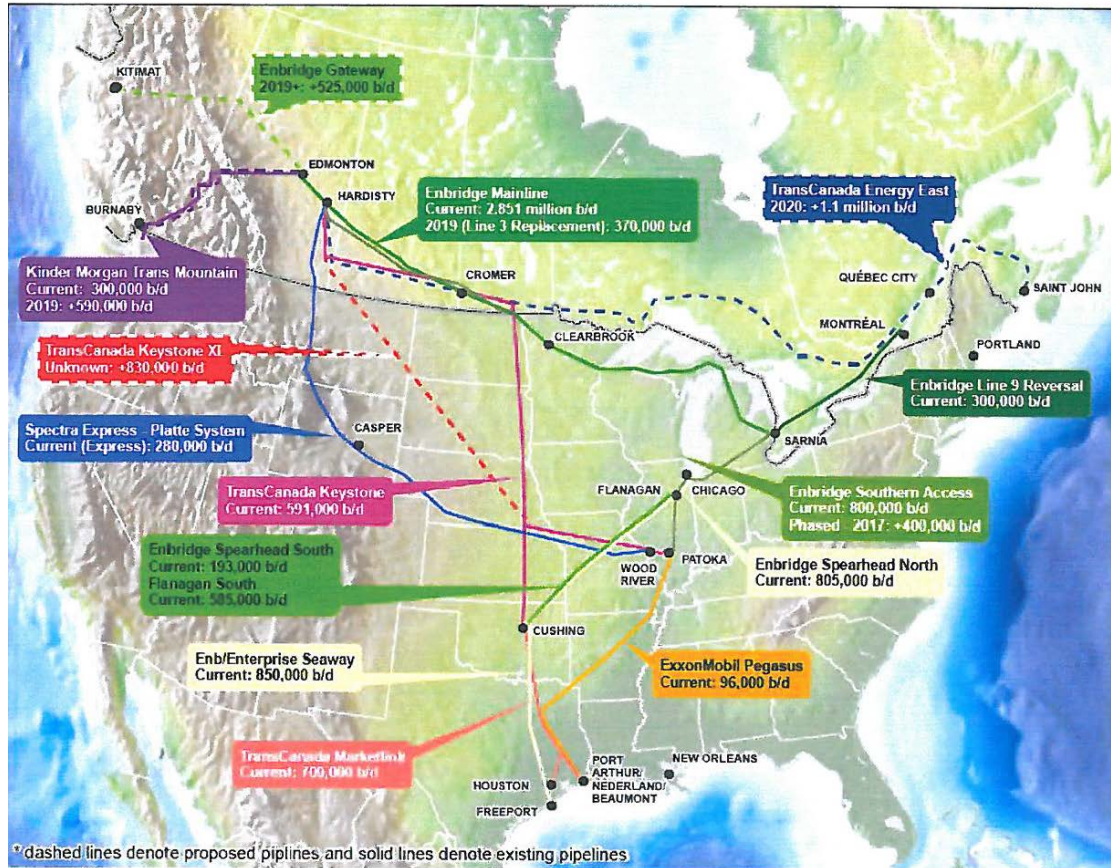 KITIMAT
Enbridge Gateway
2019+: +525,000 b/d
EDMONTON
HARDISTY
BURNABY
Enbridge Mainline
Current: 2.851 million b/d
2019 (Line 3 Replacement): 370,000 b/d
TransCanada Energy East
2020: +1.1 million b/d
Kinder Morgan Trans Mountain
Current: 300,000 b/d
2019: +590,000 b/d
CROMER
QUÉBEC CITY
SAINT JOHN
MONTRÉAL
CLEARBROOK
PORTLAND
TransCanada Keystone Xl
Unknown: +830,000 b/d
Enbridge Line 9 Reversal
Current: 300,000 b/d
Spectra Express - Platte System
Current (Express): 280,000 b/d
CASPER
SARNIA
TransCanada Keystone
Current: 591,000 b/d
FLANAGAN
CHICAGO
Enbridge Southern Access
Current: 800,000 b/d
Phased - 2017: +400,000 b/d
Enbridge Spearhead South
Current: 193,000 b/d
Flanagan South
Current: 585,000 b/d
WOOD
RIVER
PATOKA
Enbridge Spearhead North
Current: 805,000 b/d
CUSHING
Enb/Enterprise Seaway
Current: 850,000 b/d
ExxonMobil Pegasus
Current: 96,000 b/d
TransCanada Marketlink
Current: 700,000 b/d
HOUSTON
FREEPORT
PORT
ARTHUR/
NEDERLAND/
BEAUMONT
NEW ORLEANS
* dashed lines denote proposed piplines and solid lines denote existing pipelines